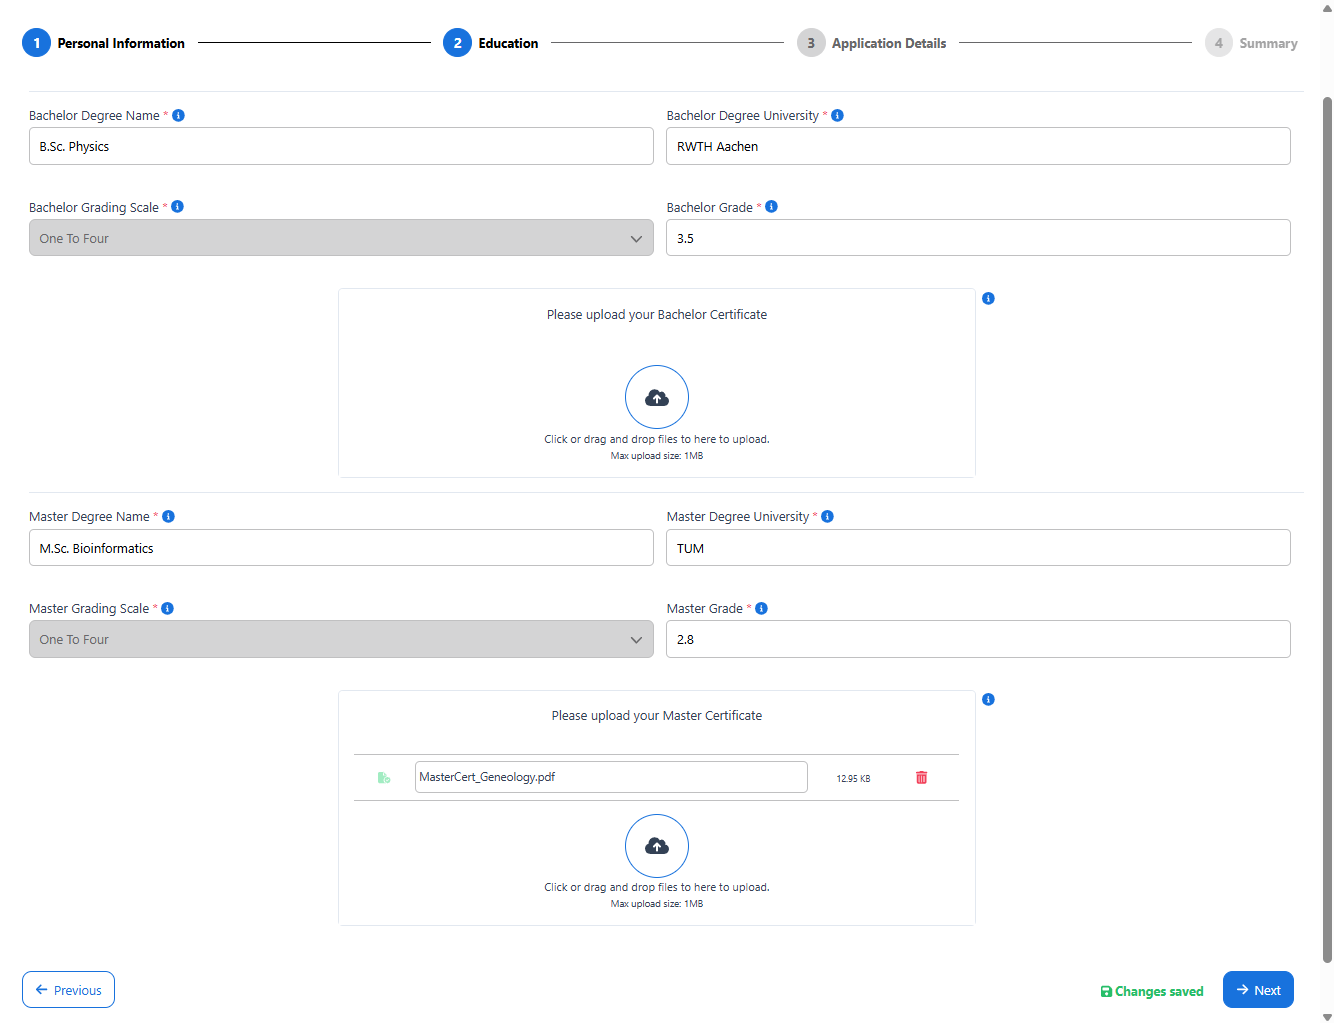 1 Personal Information 2 Education 3 Application Details 4 Summary
Bachelor Degree Name * Bachelor Degree University *
B.Sc. Physics RWTH Aachen
Bachelor Grading Scale * Bachelor Grade *
One To Four 3.5
Please upload your Bachelor Certificate
Click or drag and drop files to here to upload.
Max upload size: 1MB
Master Degree Name * Master Degree University *
M.Sc. Bioinformatics TUM
Master Grading Scale * Master Grade *
One To Four 2.8
Please upload your Master Certificate
MasterCert_Geneology.pdf 12.95 KB
Click or drag and drop files to here to upload.
Max upload size: 1MB
Previous Changes saved Next